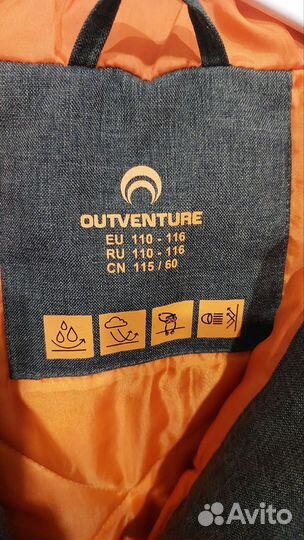 OUTVENTURE
EU 110 - 116
RU 110 - 116
CN 115 / 60
Avito